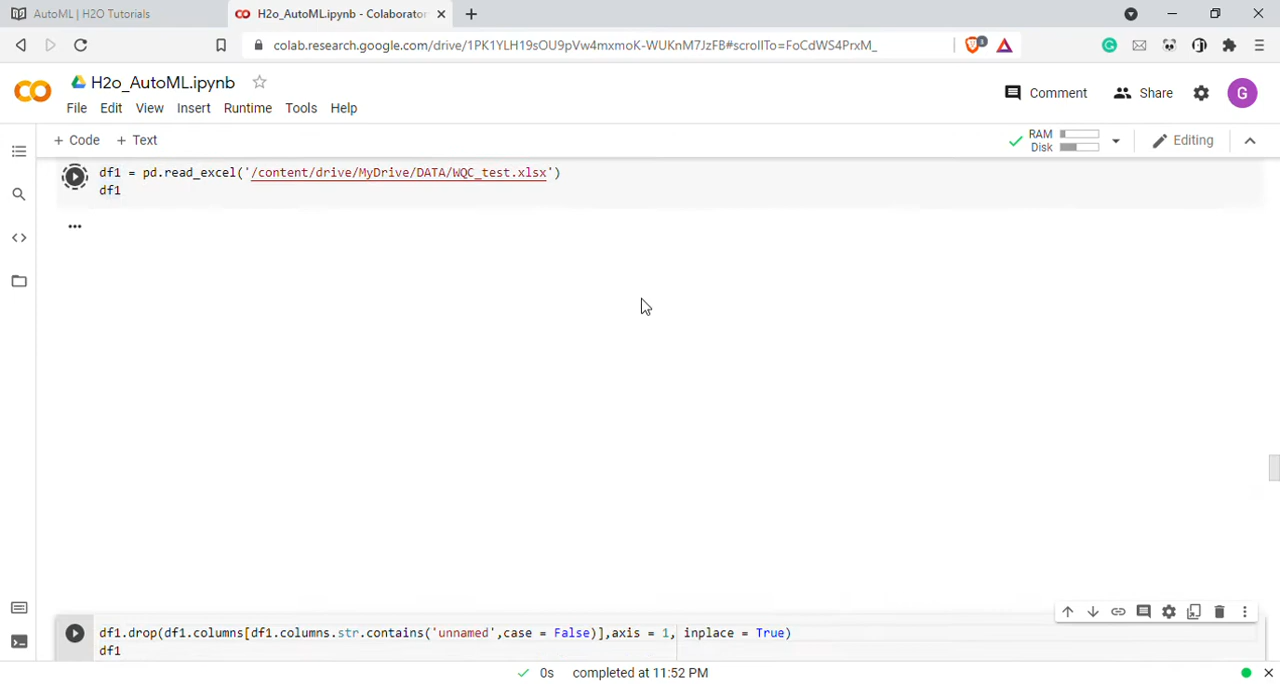 AutoML | H2O Tutorials
H2o_AutoML.ipynb - Colaborator
colab.research.google.com/drive/1PK1YLH19sOU9pVw4mxmoK-WUKnM7JzFB#scrollTo=FoCdWS4PrxM_
H2o_AutoML.ipynb
Comment
Share
G
File Edit View Insert Runtime Tools Help
+ Code + Text
RAM
Disk
Editing
df1 = pd.read_excel('/content/drive/MyDrive/DATA/WQC_test.xlsx')
df1
...
df1.drop(df1.columns[df1.columns.str.contains('unnamed',case = False)],axis = 1, inplace = True)
df1
0s completed at 11:52 PM